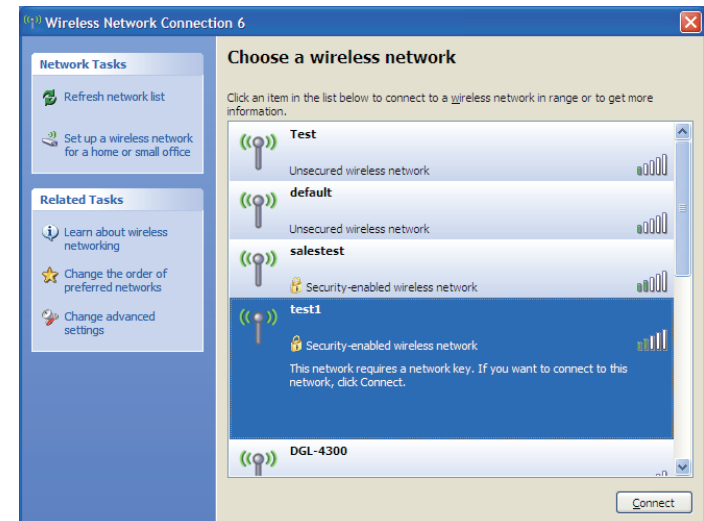 Wireless Network Connection 6
Network Tasks
Refresh network list
Set up a wireless network
for a home or small office
Related Tasks
Learn about wireless
networking
Change the order of
preferred networks
Change advanced
settings
Choose a wireless network
Click an item in the list below to connect to a wireless network in range or to get more
information.
Test
Unsecured wireless network
default
Unsecured wireless network
salestest
Security-enabled wireless network
test1
Security-enabled wireless network
This network requires a network key. If you want to connect to this
network, click Connect.
DGL-4300
Connect